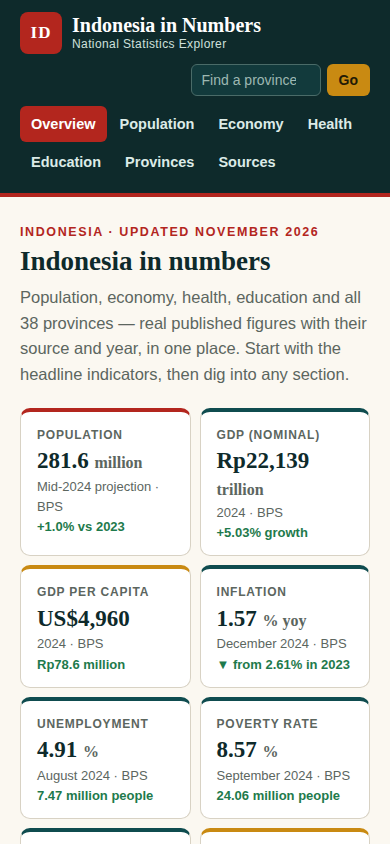 ID
Indonesia in Numbers
National Statistics Explorer
Find a province
Go
Overview
Population
Economy
Health
Education
Provinces
Sources
INDONESIA · UPDATED NOVEMBER 2026
Indonesia in numbers
Population, economy, health, education and all
38 provinces — real published figures with their
source and year, in one place. Start with the
headline indicators, then dig into any section.
POPULATION
281.6 million
Mid-2024 projection ·
BPS
+1.0% vs 2023
GDP (NOMINAL)
Rp22,139
trillion
2024 · BPS
+5.03% growth
GDP PER CAPITA
US$4,960
2024 · BPS
Rp78.6 million
INFLATION
1.57 % yoy
December 2024 · BPS
▼ from 2.61% in 2023
UNEMPLOYMENT
4.91 %
August 2024 · BPS
7.47 million people
POVERTY RATE
8.57 %
September 2024 · BPS
24.06 million people